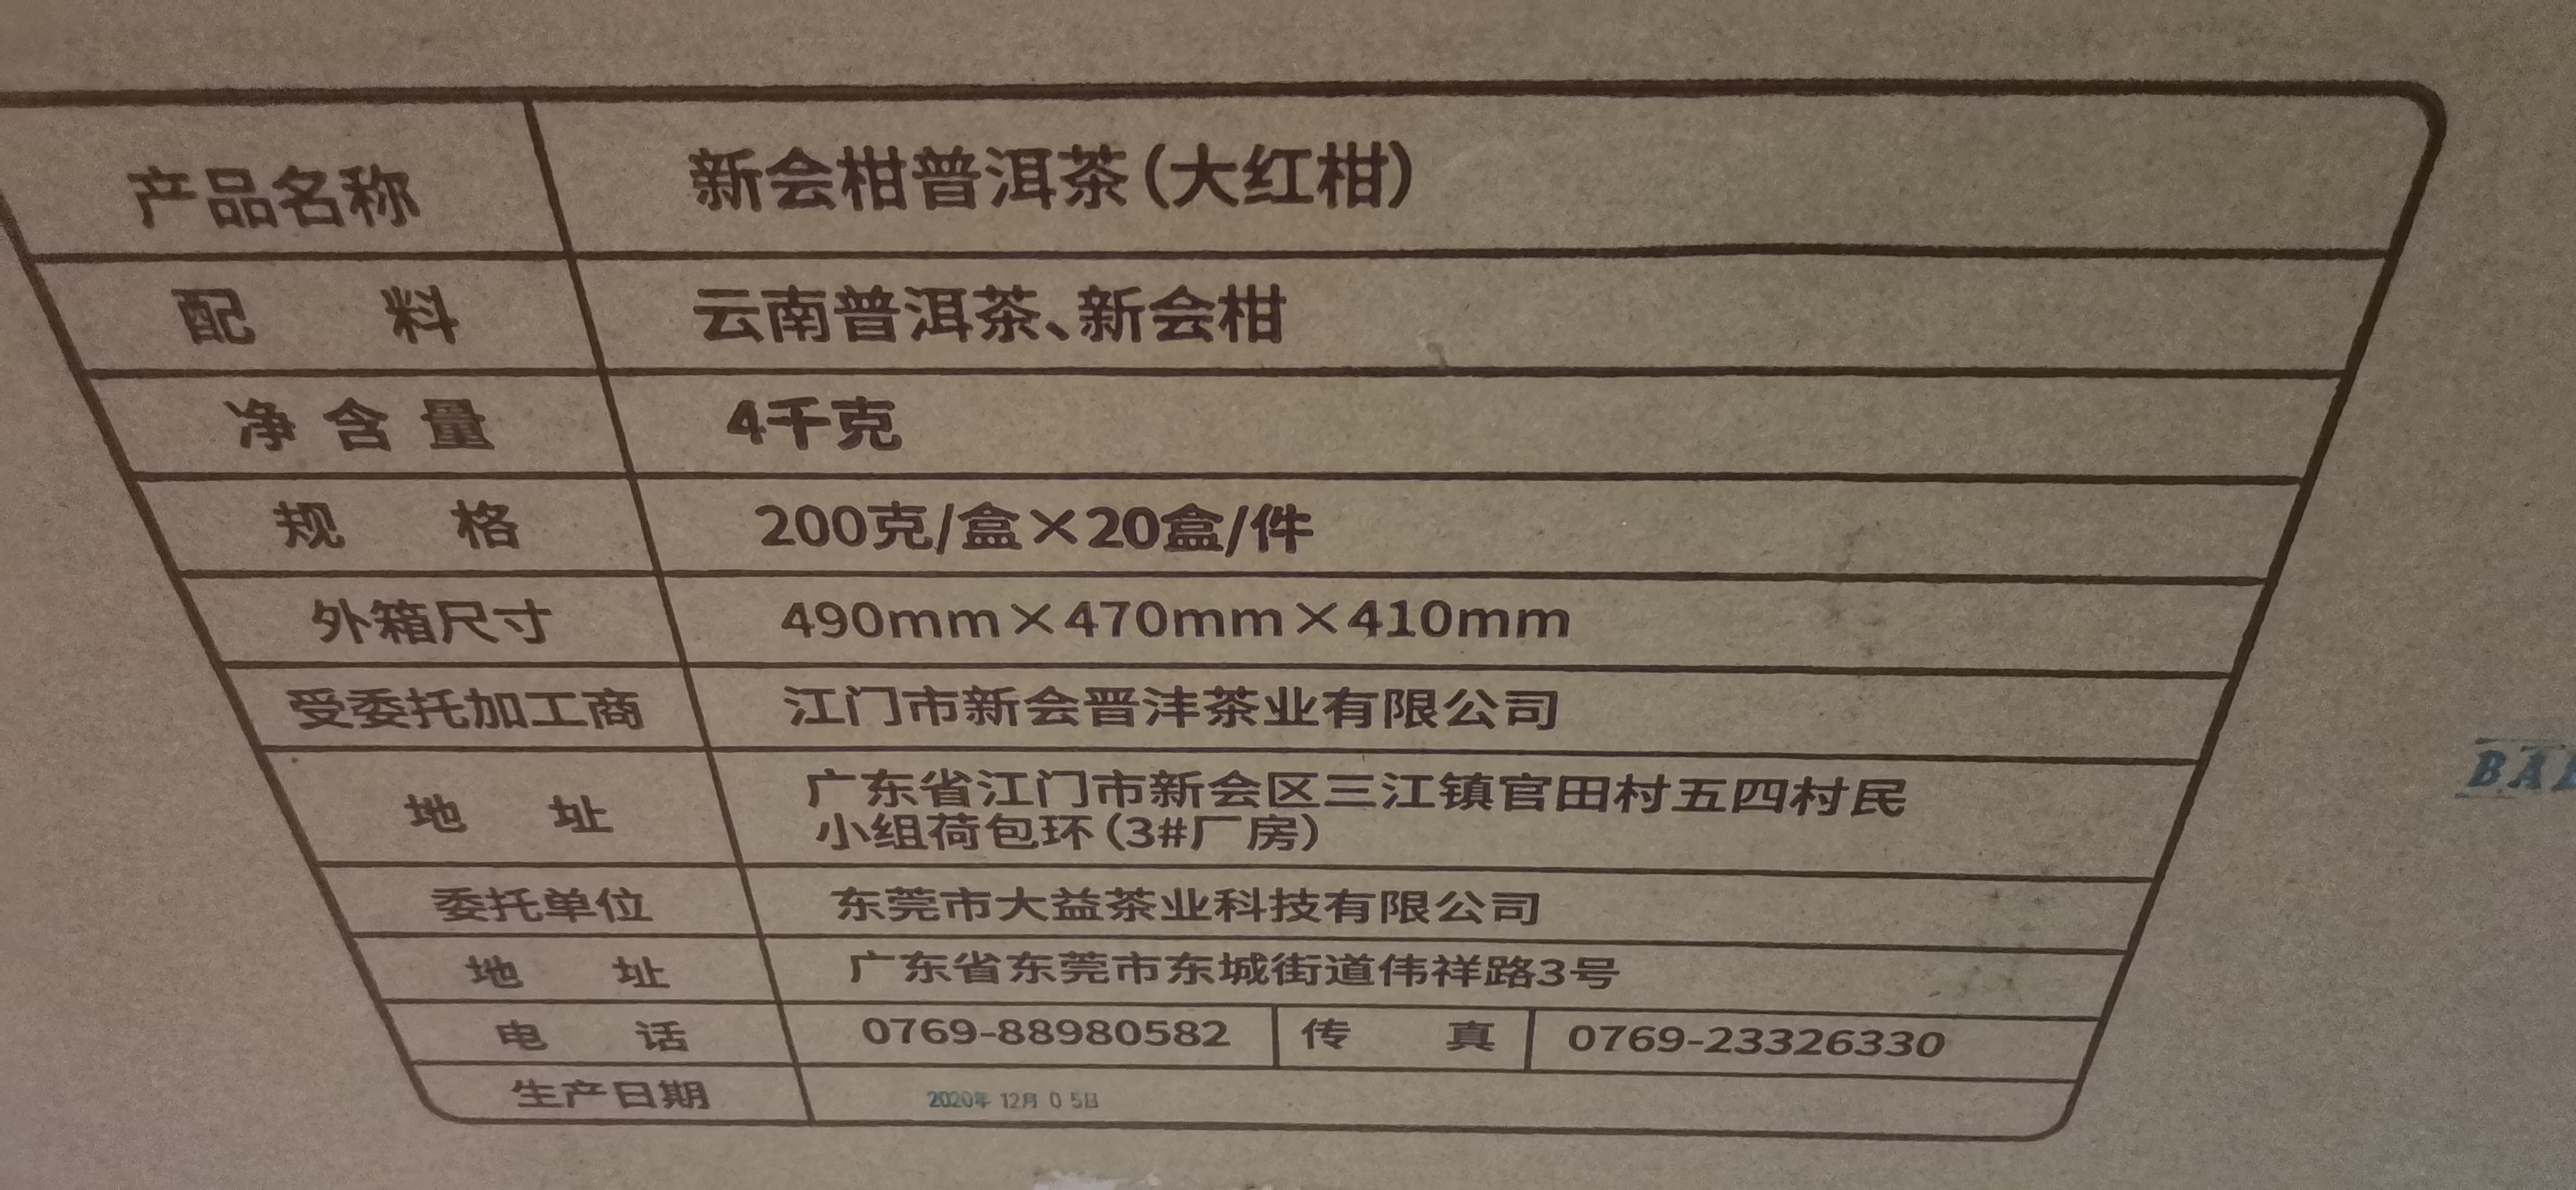 产品名称 新会柑普洱茶(大红柑)
配 料 云南普洱茶、新会柑
净含量 4千克
规 格 200克/盒×20盒/件
外箱尺寸 490mm×470mm×410mm
受委托加工商 江门市新会晋沣茶业有限公司
地 址 广东省江门市新会区三江镇官田村五四村民
小组荷包环(3#厂房)
委托单位 东莞市大益茶业科技有限公司
地 址 广东省东莞市东城街道伟祥路3号
电 话 0769-88980582 传 真 0769-23326330
生产日期 2020年 12月 0 5日